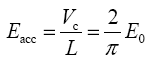 E_acc = V_c / L = 2 / π E_0